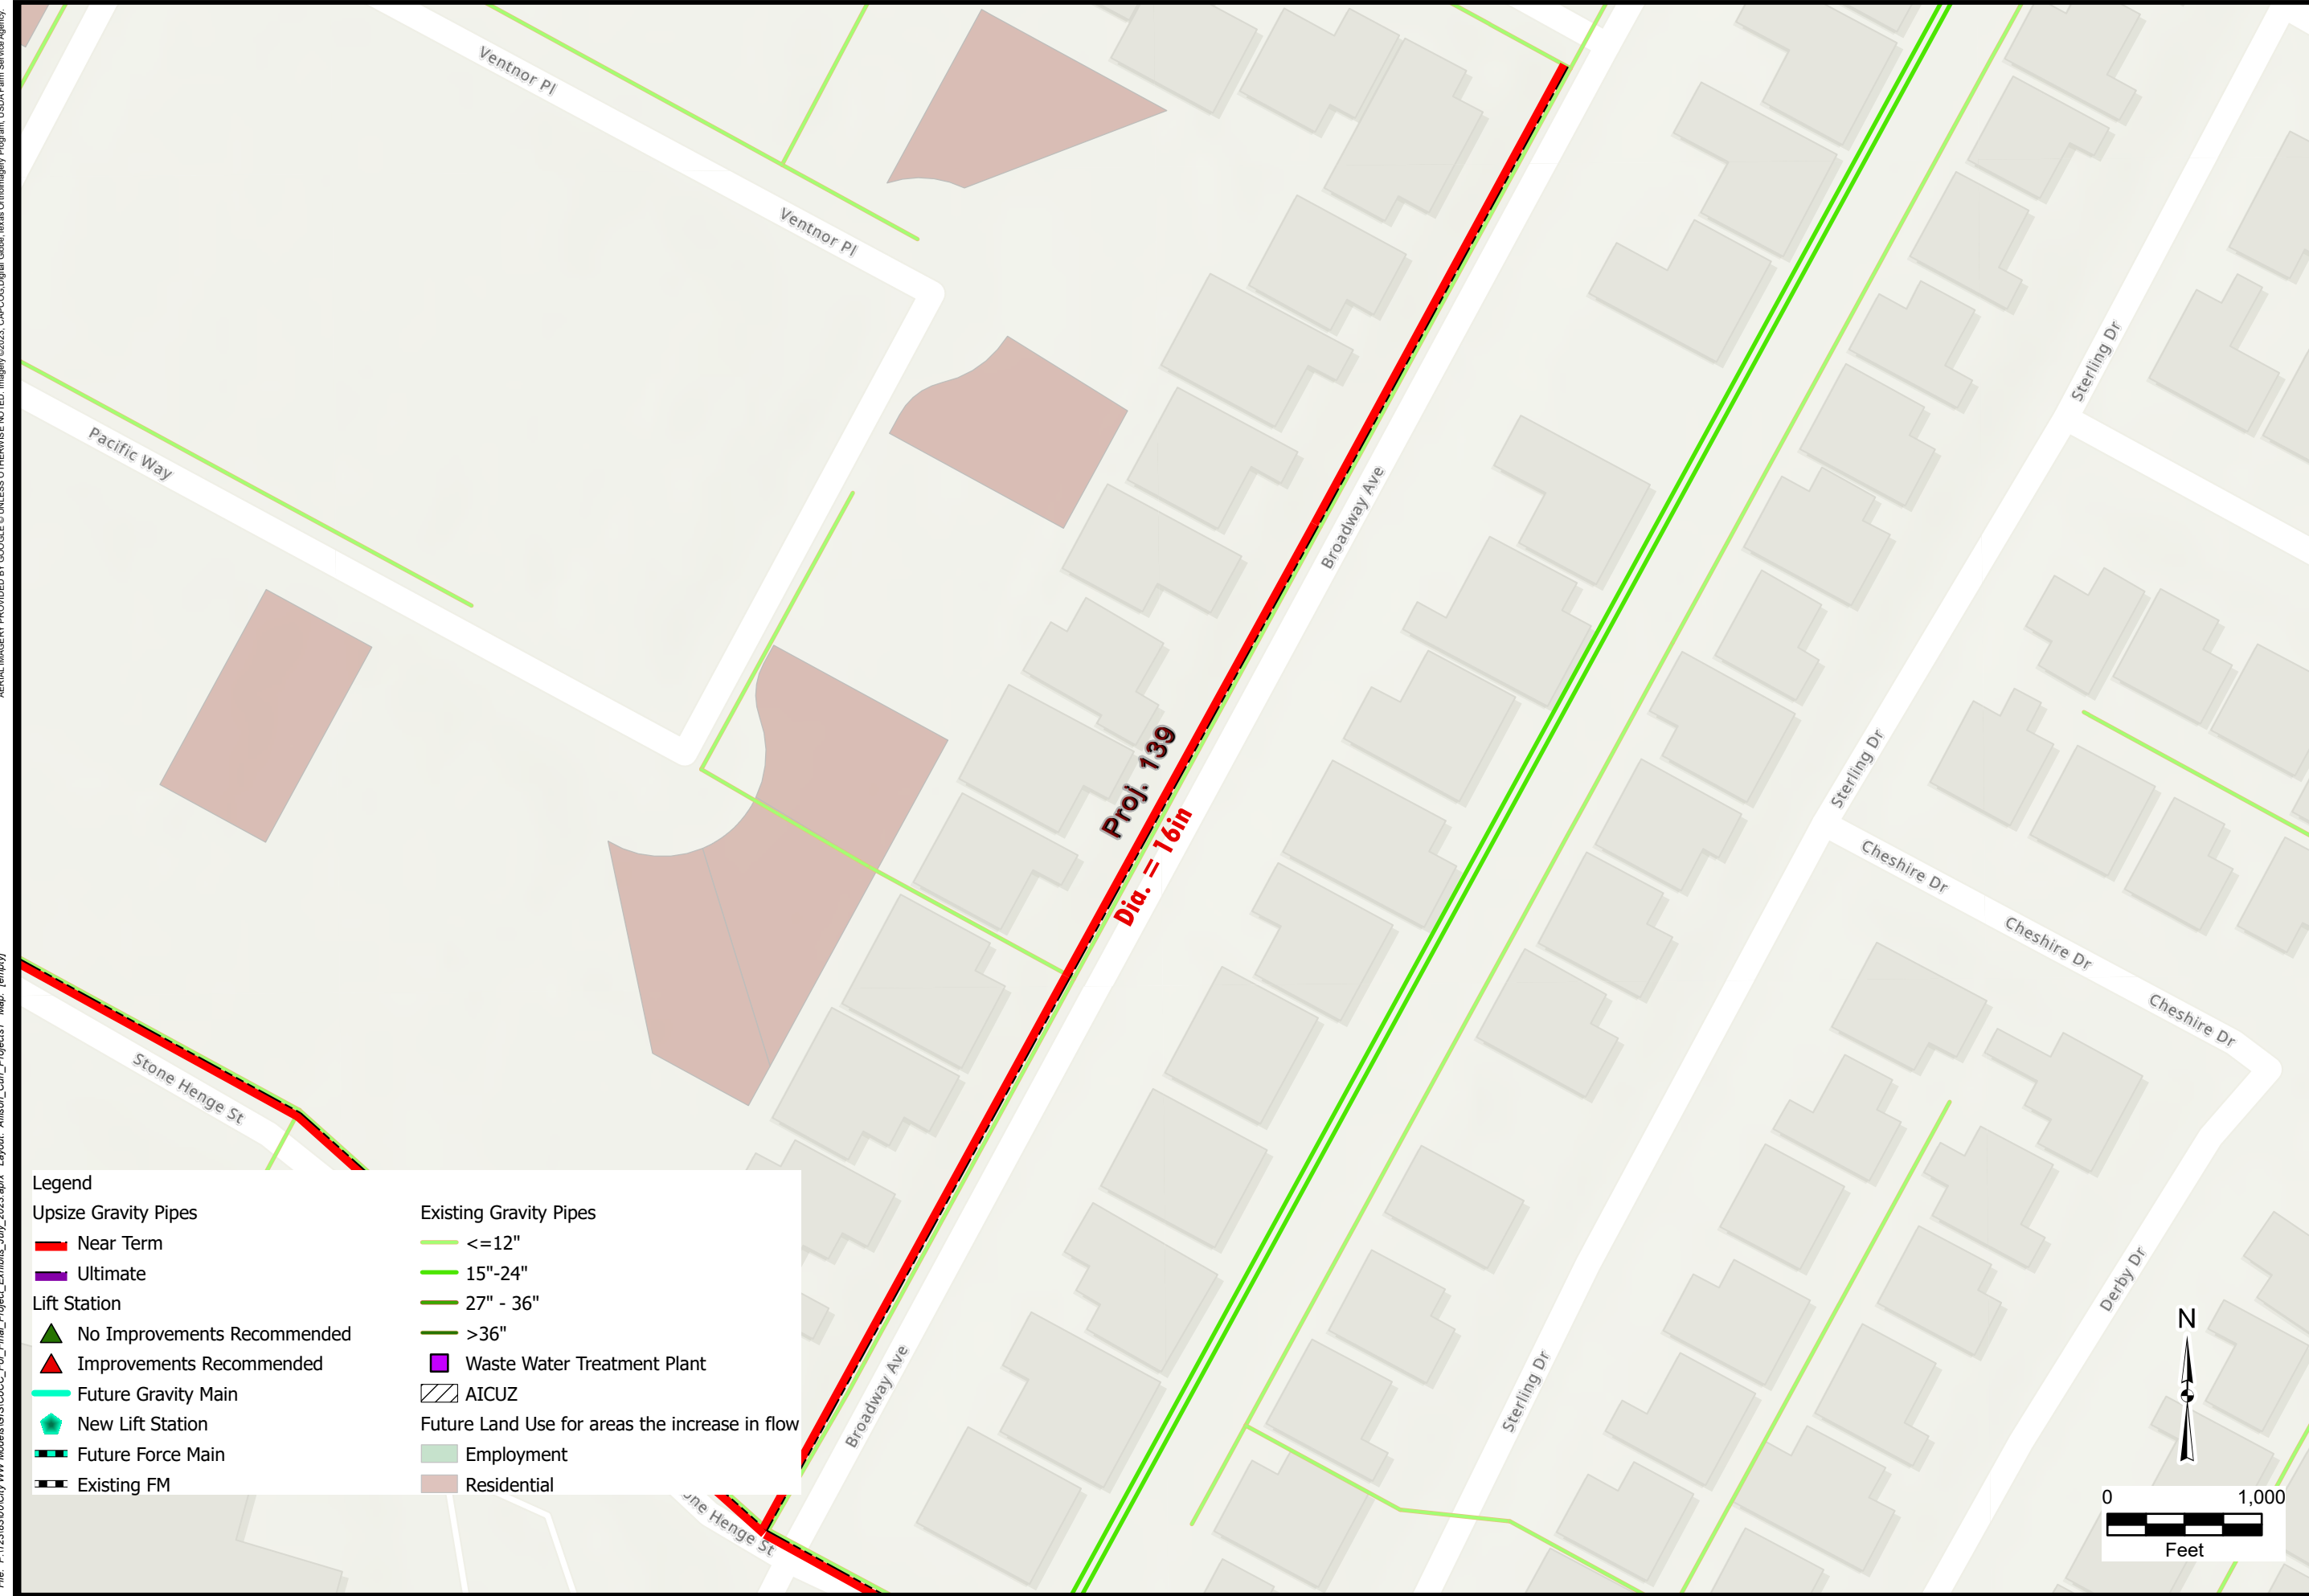 Ventnor Pl
Ventnor Pl
Pacific Way
Sterling Dr
Broadway Ave
Proj. 139
Dia. = 16in
Sterling Dr
Cheshire Dr
Cheshire Dr
Cheshire Dr
Stone Henge St
Derby Dr
Broadway Ave
Sterling Dr
one Henge St
Legend
Upsize Gravity Pipes
Near Term
Ultimate
Lift Station
No Improvements Recommended
Improvements Recommended
Future Gravity Main
New Lift Station
Future Force Main
Existing FM
Existing Gravity Pipes
<=12"
15"-24"
27" - 36"
>36"
Waste Water Treatment Plant
AICUZ
Future Land Use for areas the increase in flow
Employment
Residential
N
0 1,000
Feet